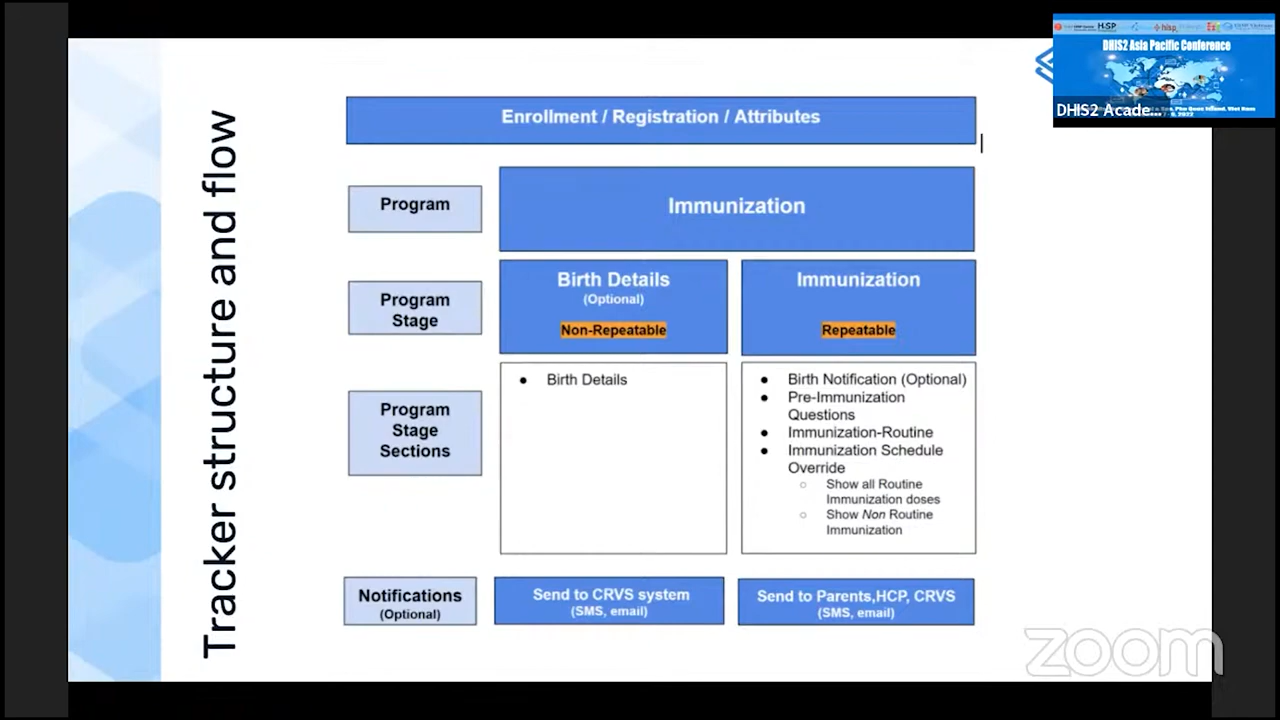 Tracker structure and flow
Enrollment / Registration / Attributes
Program
Immunization
Program
Stage
Birth Details
(Optional)
Non-Repeatable
Immunization
Repeatable
Program
Stage
Sections
● Birth Details
● Birth Notification (Optional)
● Pre-Immunization
Questions
● Immunization-Routine
● Immunization Schedule
Override
○ Show all Routine
Immunization doses
○ Show Non Routine
Immunization
Notifications
(Optional)
Send to CRVS system
(SMS, email)
Send to Parents,HCP, CRVS
(SMS, email)
HISP
hisp
DHIS2 Asia Pacific Conference
DHIS2 Acade...
zoom